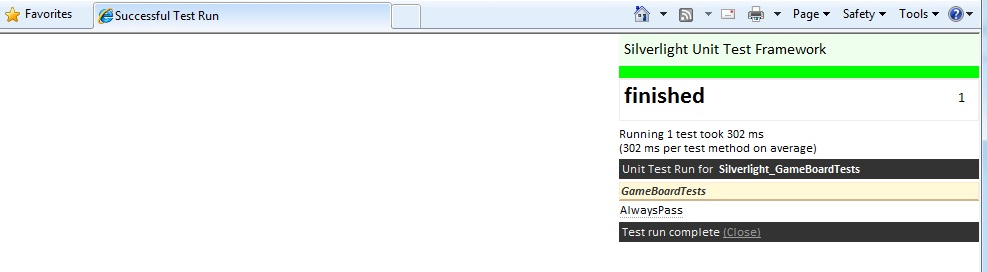 Favorites
Successful Test Run
Page
Safety
Tools
Silverlight Unit Test Framework
finished
1
Running 1 test took 302 ms
(302 ms per test method on average)
Unit Test Run for Silverlight_GameBoardTests
GameBoardTests
AlwaysPass
Test run complete (Close)